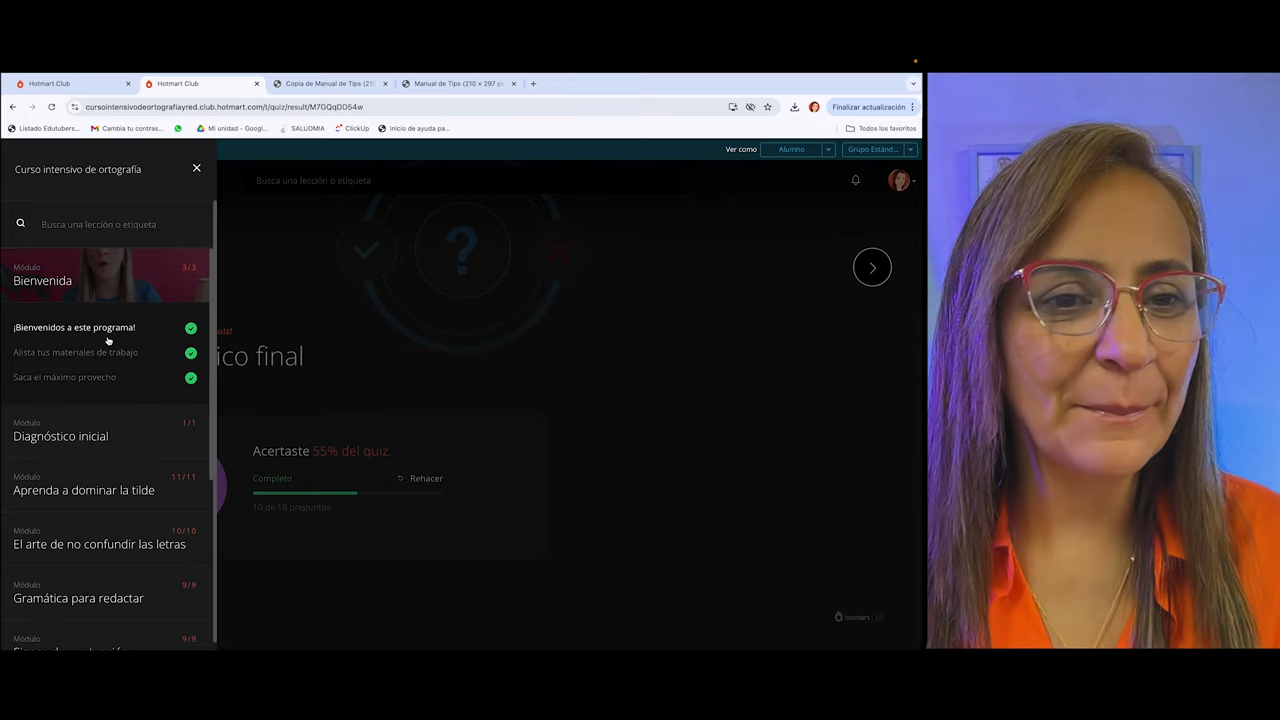 Hotmart Club
Hotmart Club
Copia de Manual de Tips (21
Manual de Tips (210 × 297 p
cursointensivodeortografiayred.club.hotmart.com/t/quiz/result/M7GQqDD54w
Finalizar actualización
Listado Edutubers...
Cambia tu contras...
Mi unidad - Googl...
SALUDMIA
ClickUp
Inicio de ayuda pa...
Todos los favoritos
Ver como
Alumno
Grupo Estánd...
Curso intensivo de ortografía
Busca una lección o etiqueta
Busca una lección o etiqueta
Módulo
3/3
Bienvenida
¡Bienvenidos a este programa!
Alista tus materiales de trabajo
Saca el máximo provecho
Módulo
1/1
Diagnóstico inicial
Módulo
11/11
Aprenda a dominar la tilde
Módulo
10/10
El arte de no confundir las letras
Módulo
9/9
Gramática para redactar
Módulo
9/9
?
uiz!
ico final
Acertaste 55% del quiz.
Completo
Rehacer
10 de 18 preguntas
hotmart Club